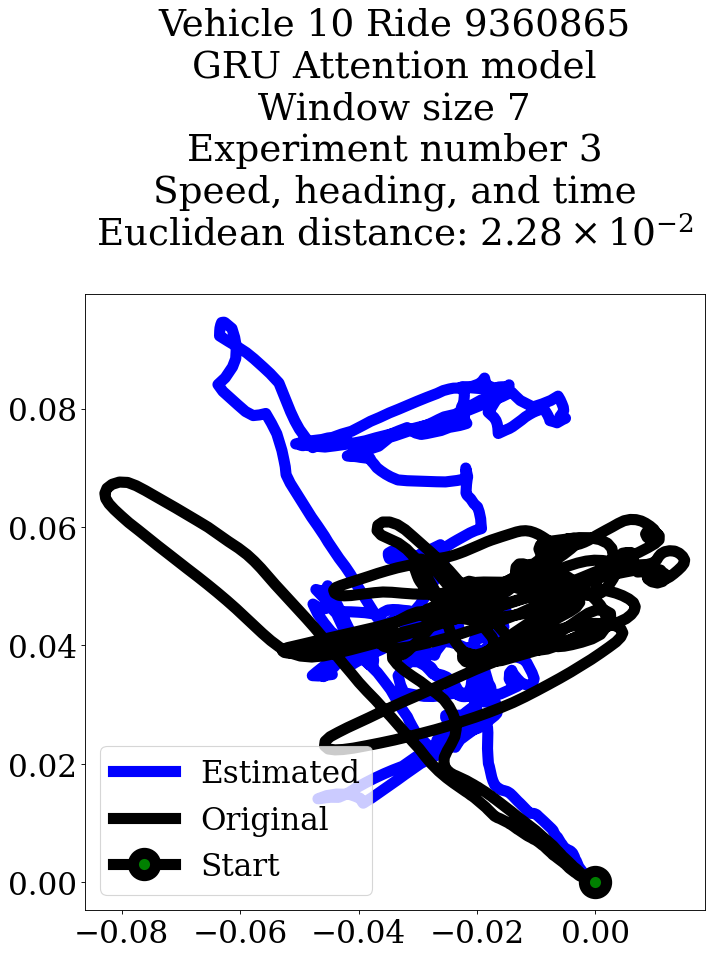 Vehicle 10 Ride 9360865
GRU Attention model
Window size 7
Experiment number 3
Speed, heading, and time
Euclidean distance: 2.28 × 10⁻²
0.08
0.06
0.04
0.02
0.00
Estimated
Original
Start
−0.08 −0.06 −0.04 −0.02 0.00